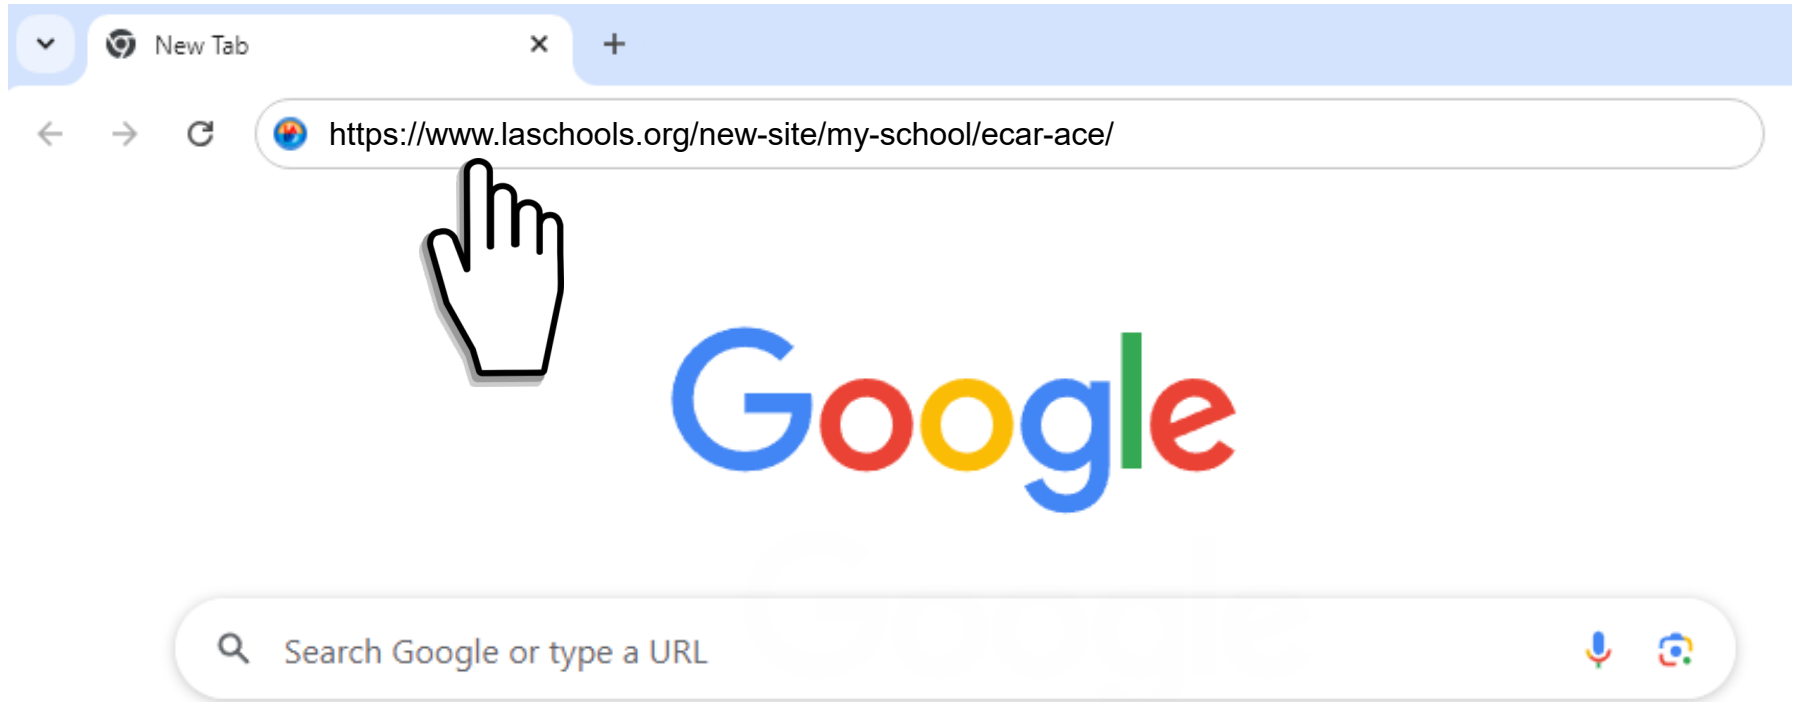 New Tab
https://www.laschools.org/new-site/my-school/ecar-ace/
Google
Search Google or type a URL